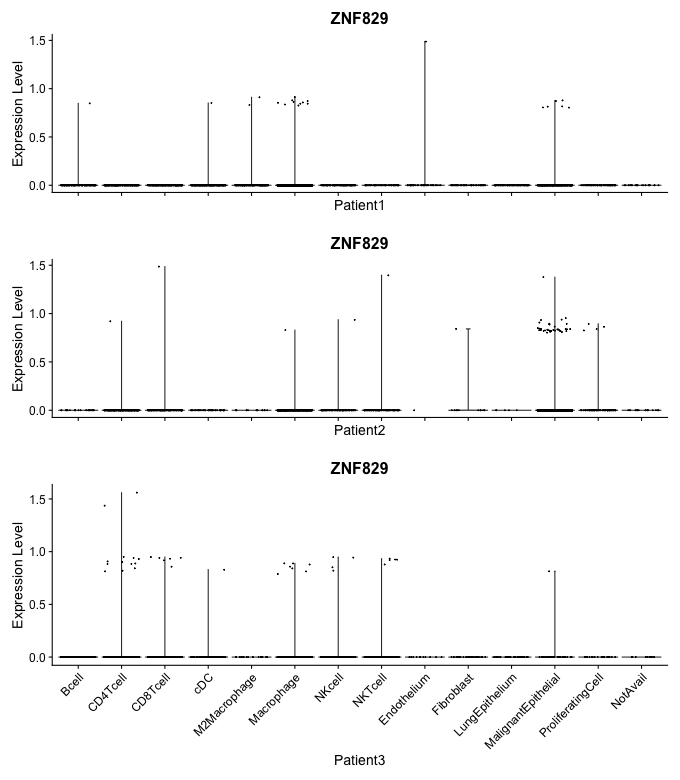 ZNF829
Expression Level
1.5
1.0
0.5
0.0
Patient1
ZNF829
Expression Level
1.5
1.0
0.5
0.0
Patient2
ZNF829
Expression Level
1.5
1.0
0.5
0.0
Bcell
CD4Tcell
CD8Tcell
cDC
M2Macrophage
Macrophage
NKcell
NKTcell
Endothelium
Fibroblast
LungEpithelium
MalignantEpithelial
ProliferatingCell
NotAvail
Patient3